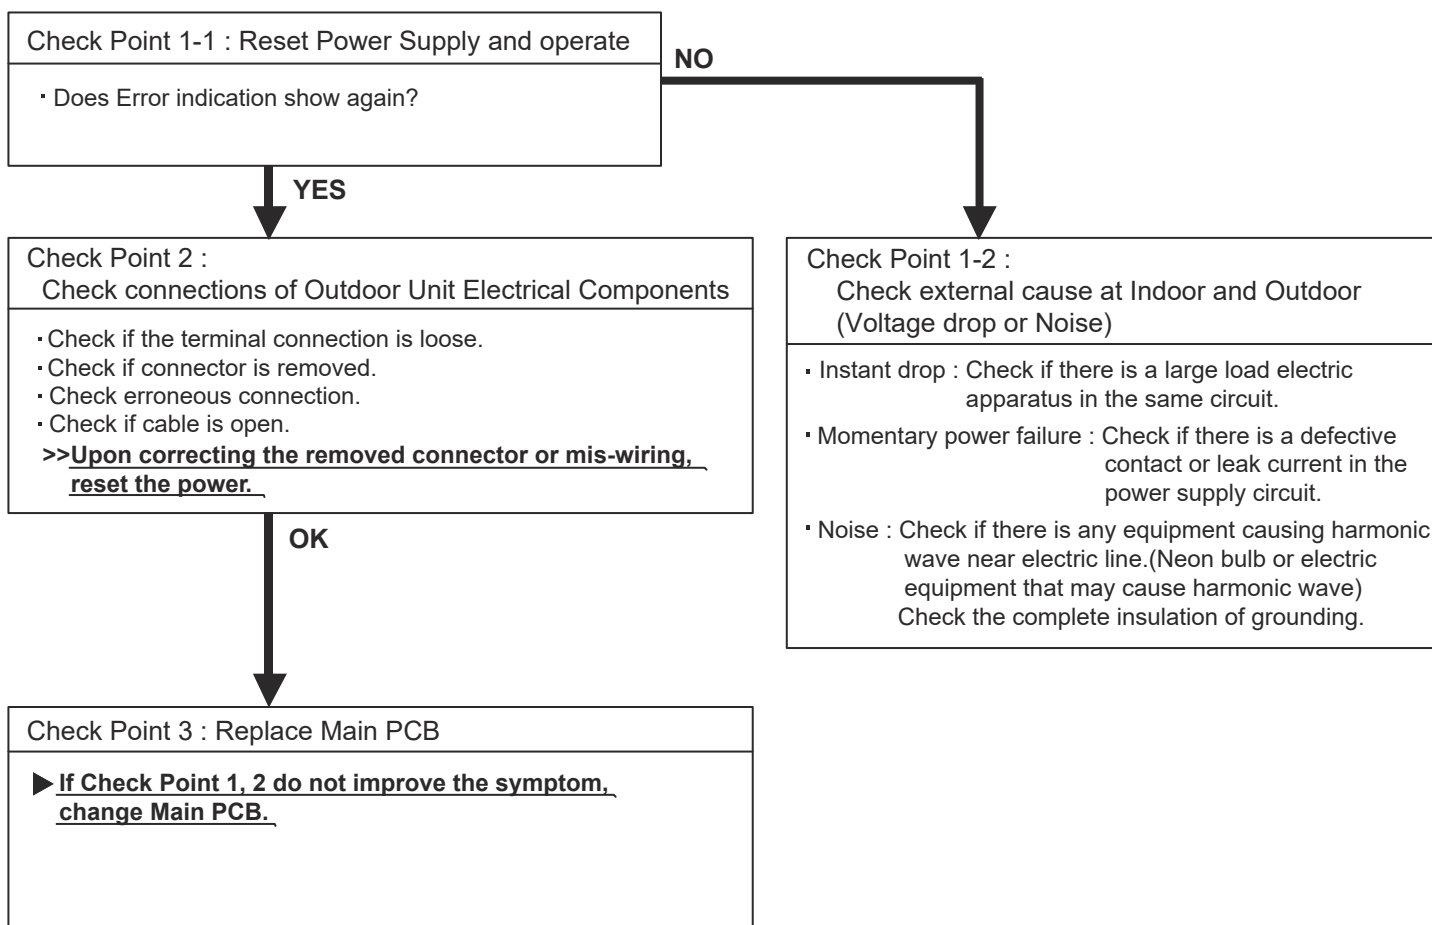 Check Point 1-1 : Reset Power Supply and operate
・Does Error indication show again?
NO
YES
Check Point 2 :
Check connections of Outdoor Unit Electrical Components
・Check if the terminal connection is loose.
・Check if connector is removed.
・Check erroneous connection.
・Check if cable is open.
>>Upon correcting the removed connector or mis-wiring,
reset the power.
Check Point 1-2 :
Check external cause at Indoor and Outdoor
(Voltage drop or Noise)
・Instant drop : Check if there is a large load electric
apparatus in the same circuit.
・Momentary power failure : Check if there is a defective
contact or leak current in the
power supply circuit.
・Noise : Check if there is any equipment causing harmonic
wave near electric line.(Neon bulb or electric
equipment that may cause harmonic wave)
Check the complete insulation of grounding.
OK
Check Point 3 : Replace Main PCB
▶If Check Point 1, 2 do not improve the symptom,
change Main PCB.